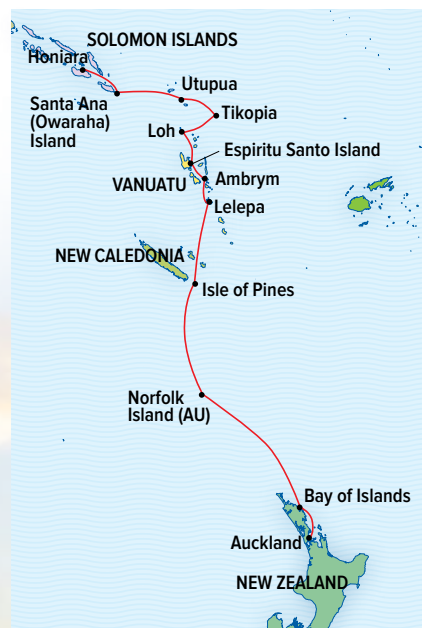 SOLOMON ISLANDS
Honiara
Santa Ana
(Owaraha)
Island
Utupua
Tikopia
Loh
Espiritu Santo Island
VANUATU
Ambrym
Lelepa
NEW CALEDONIA
Isle of Pines
Norfolk
Island (AU)
Bay of Islands
Auckland
NEW ZEALAND